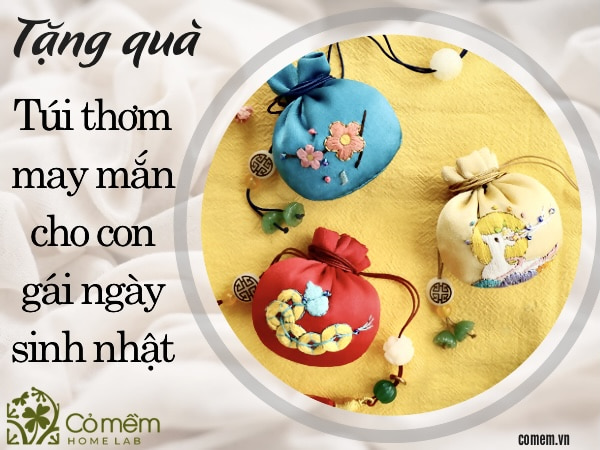 Tặng quà
Túi thơm
may mắn
cho con
gái ngày
sinh nhật
Cỏ mềm
HOME LAB
comem.vn